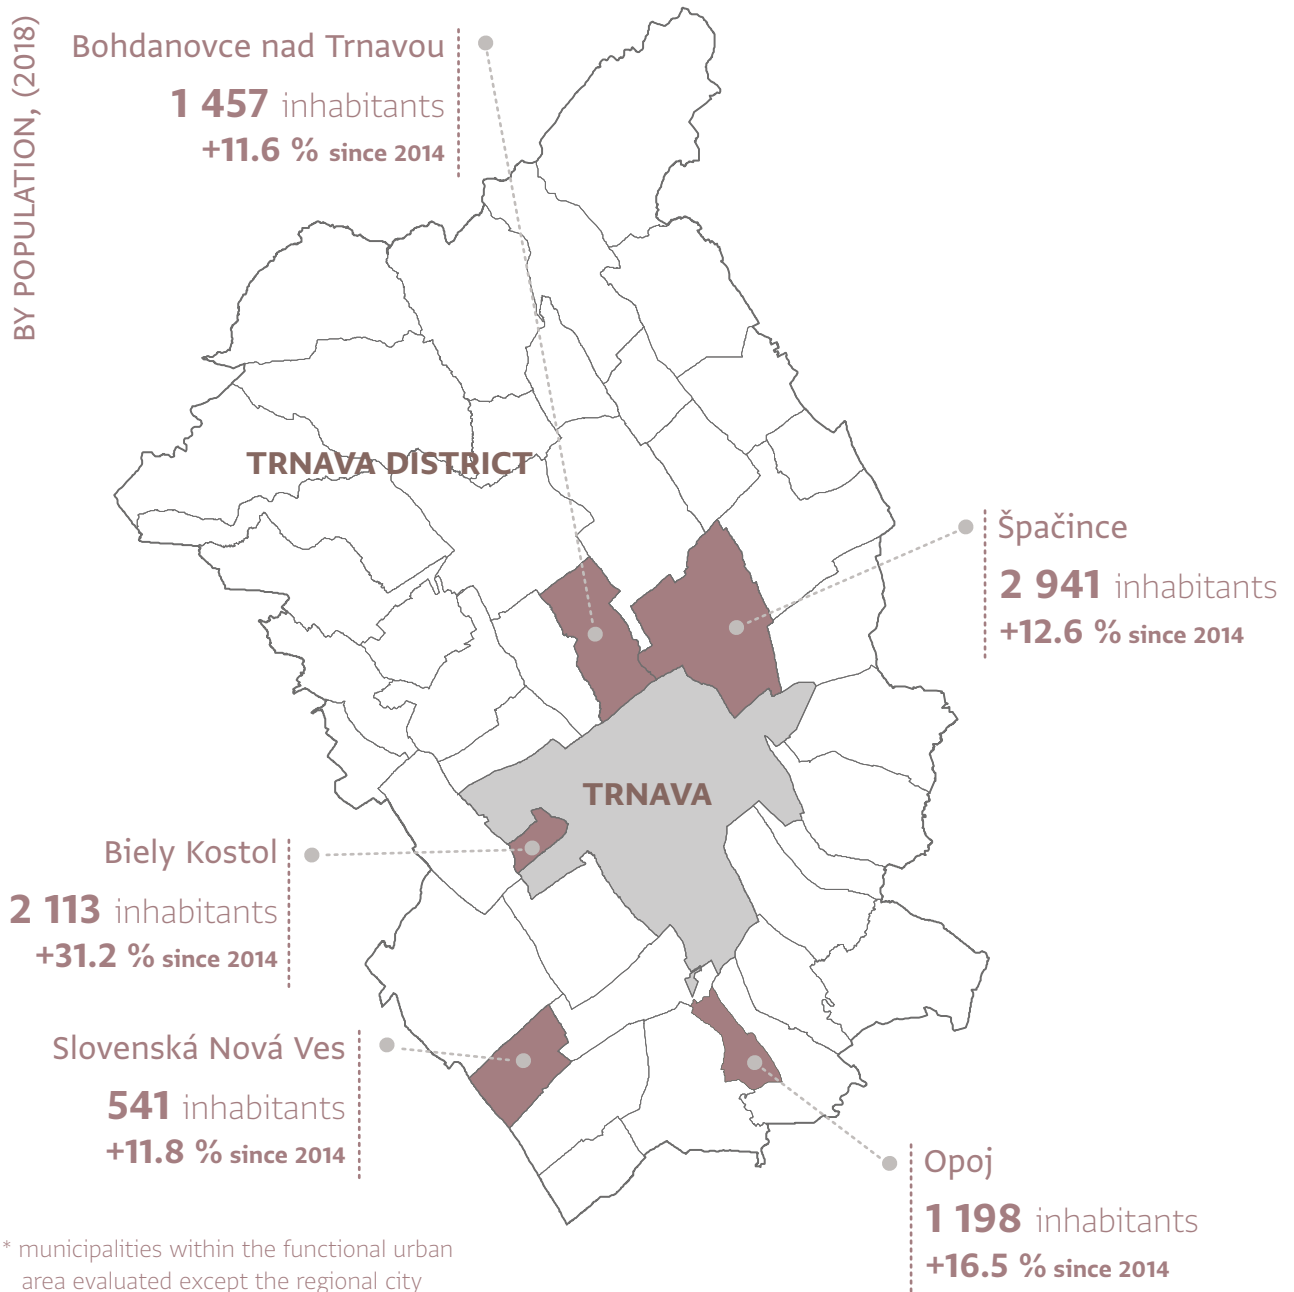 BY POPULATION, (2018)
Bohdanovce nad Trnavou
1 457 inhabitants
+11.6 % since 2014
TRNAVA DISTRICT
Špačince
2 941 inhabitants
+12.6 % since 2014
TRNAVA
Biely Kostol
2 113 inhabitants
+31.2 % since 2014
Slovenská Nová Ves
541 inhabitants
+11.8 % since 2014
Opoj
1 198 inhabitants
+16.5 % since 2014
* municipalities within the functional urban
area evaluated except the regional city